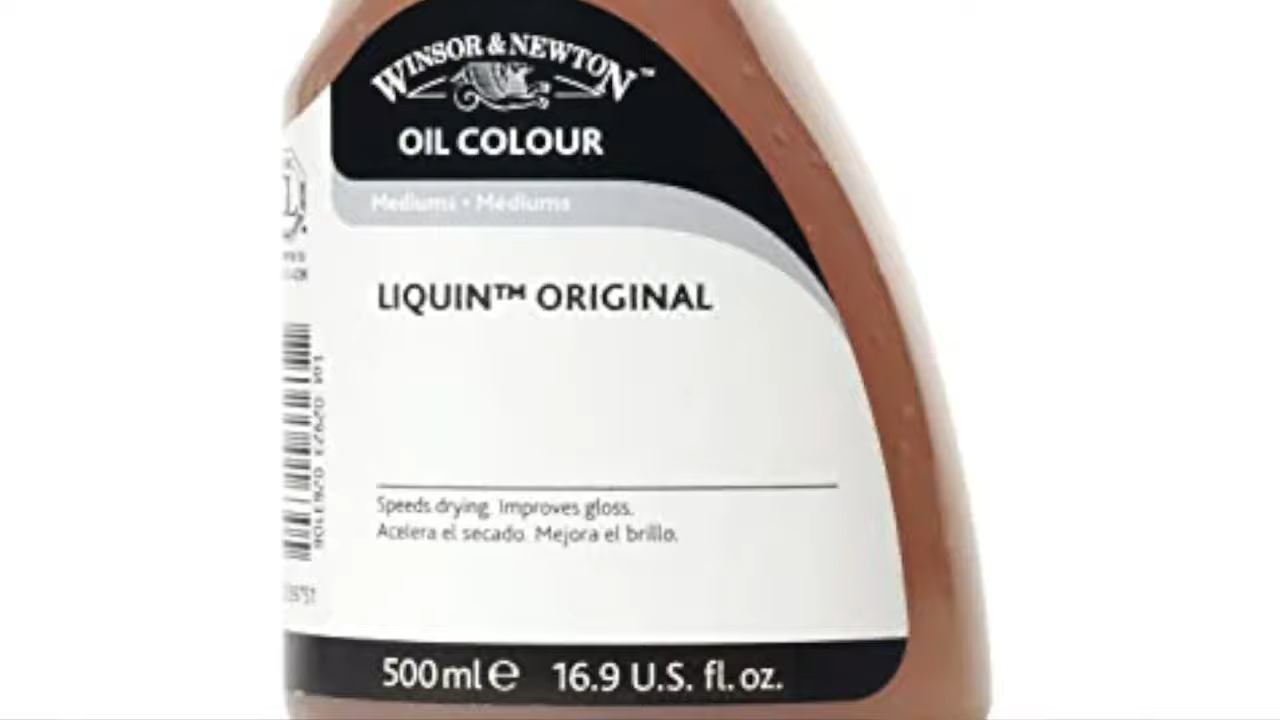 WINSOR & NEWTON™
OIL COLOUR
Mediums • Médiums
LIQUIN™ ORIGINAL
Speeds drying. Improves gloss.
Acelera el secado. Mejora el brillo.
500ml e 16.9 U.S. fl. oz.